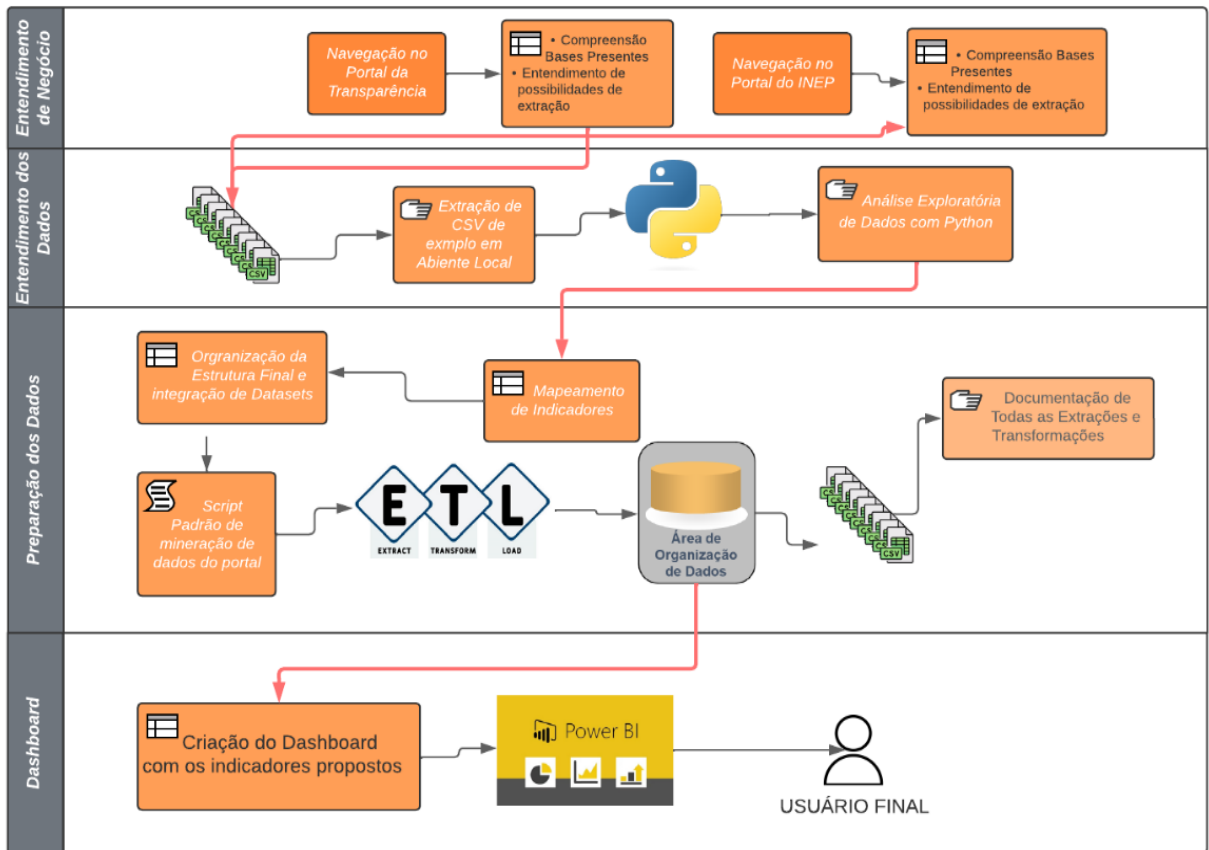 Entendimento
de Negócio
Navegação no
Portal da
Transparência
• Compreensão
Bases Presentes
• Entendimento de
possibilidades de
extração
Navegação no
Portal do INEP
• Compreensão Bases
Presentes
• Entendimento de
possibilidades de extração
Entendimento dos
Dados
CSV
Extração de
CSV de
exmplo em
Abiente Local
Análise Exploratória
de Dados com Python
Preparação dos Dados
Orgranização da
Estrutura Final e
integração de Datasets
Mapeamento
de Indicadores
Documentação de
Todas as Extrações e
Transformações
Script
Padrão de
mineração de
dados do portal
E T L
EXTRACT TRANSFORM LOAD
Área de
Organização
de Dados
CSV
Dashboard
Criação do Dashboard
com os indicadores propostos
Power BI
USUÁRIO FINAL